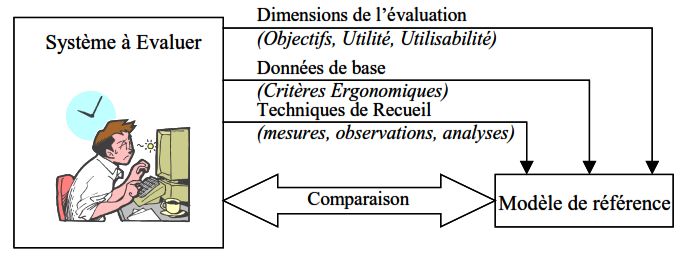 Système à Evaluer
Dimensions de l’évaluation
(Objectifs, Utilité, Utilisabilité)
Données de base
(Critères Ergonomiques)
Techniques de Recueil
(mesures, observations, analyses)
Comparaison
Modèle de référence